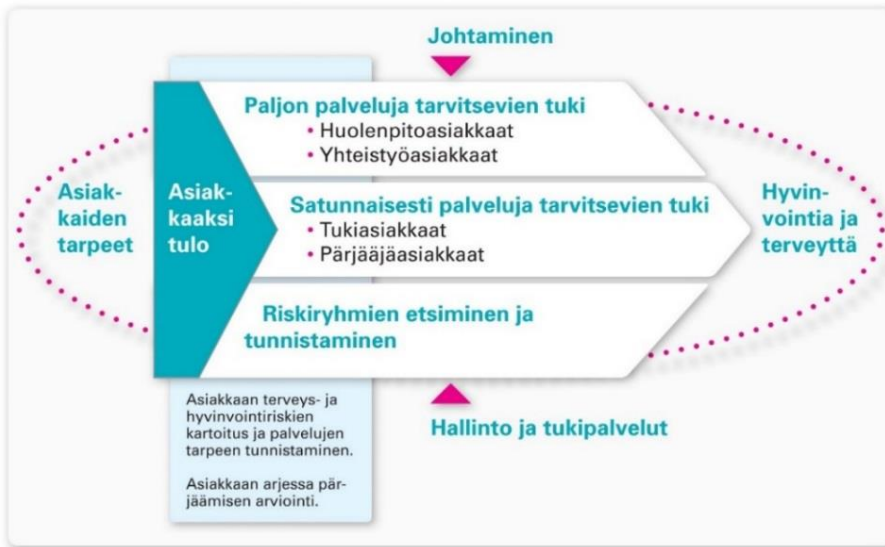 Johtaminen
Asiak-
kaiden
tarpeet
Asiak-
kaaksi
tulo
Paljon palveluja tarvitsevien tuki
• Huolenpitoasiakkaat
• Yhteistyöasiakkaat
Satunnaisesti palveluja tarvitsevien tuki
• Tukiasiakkaat
• Pärjääjäasiakkaat
Riskiryhmien etsiminen ja
tunnistaminen
Hyvin-
vointia ja
terveyttä
Asiakkaan terveys- ja
hyvinvointiriskien
kartoitus ja palvelujen
tarpeen tunnistaminen.
Asiakkaan arjessa pär-
jäämisen arviointi.
Hallinto ja tukipalvelut